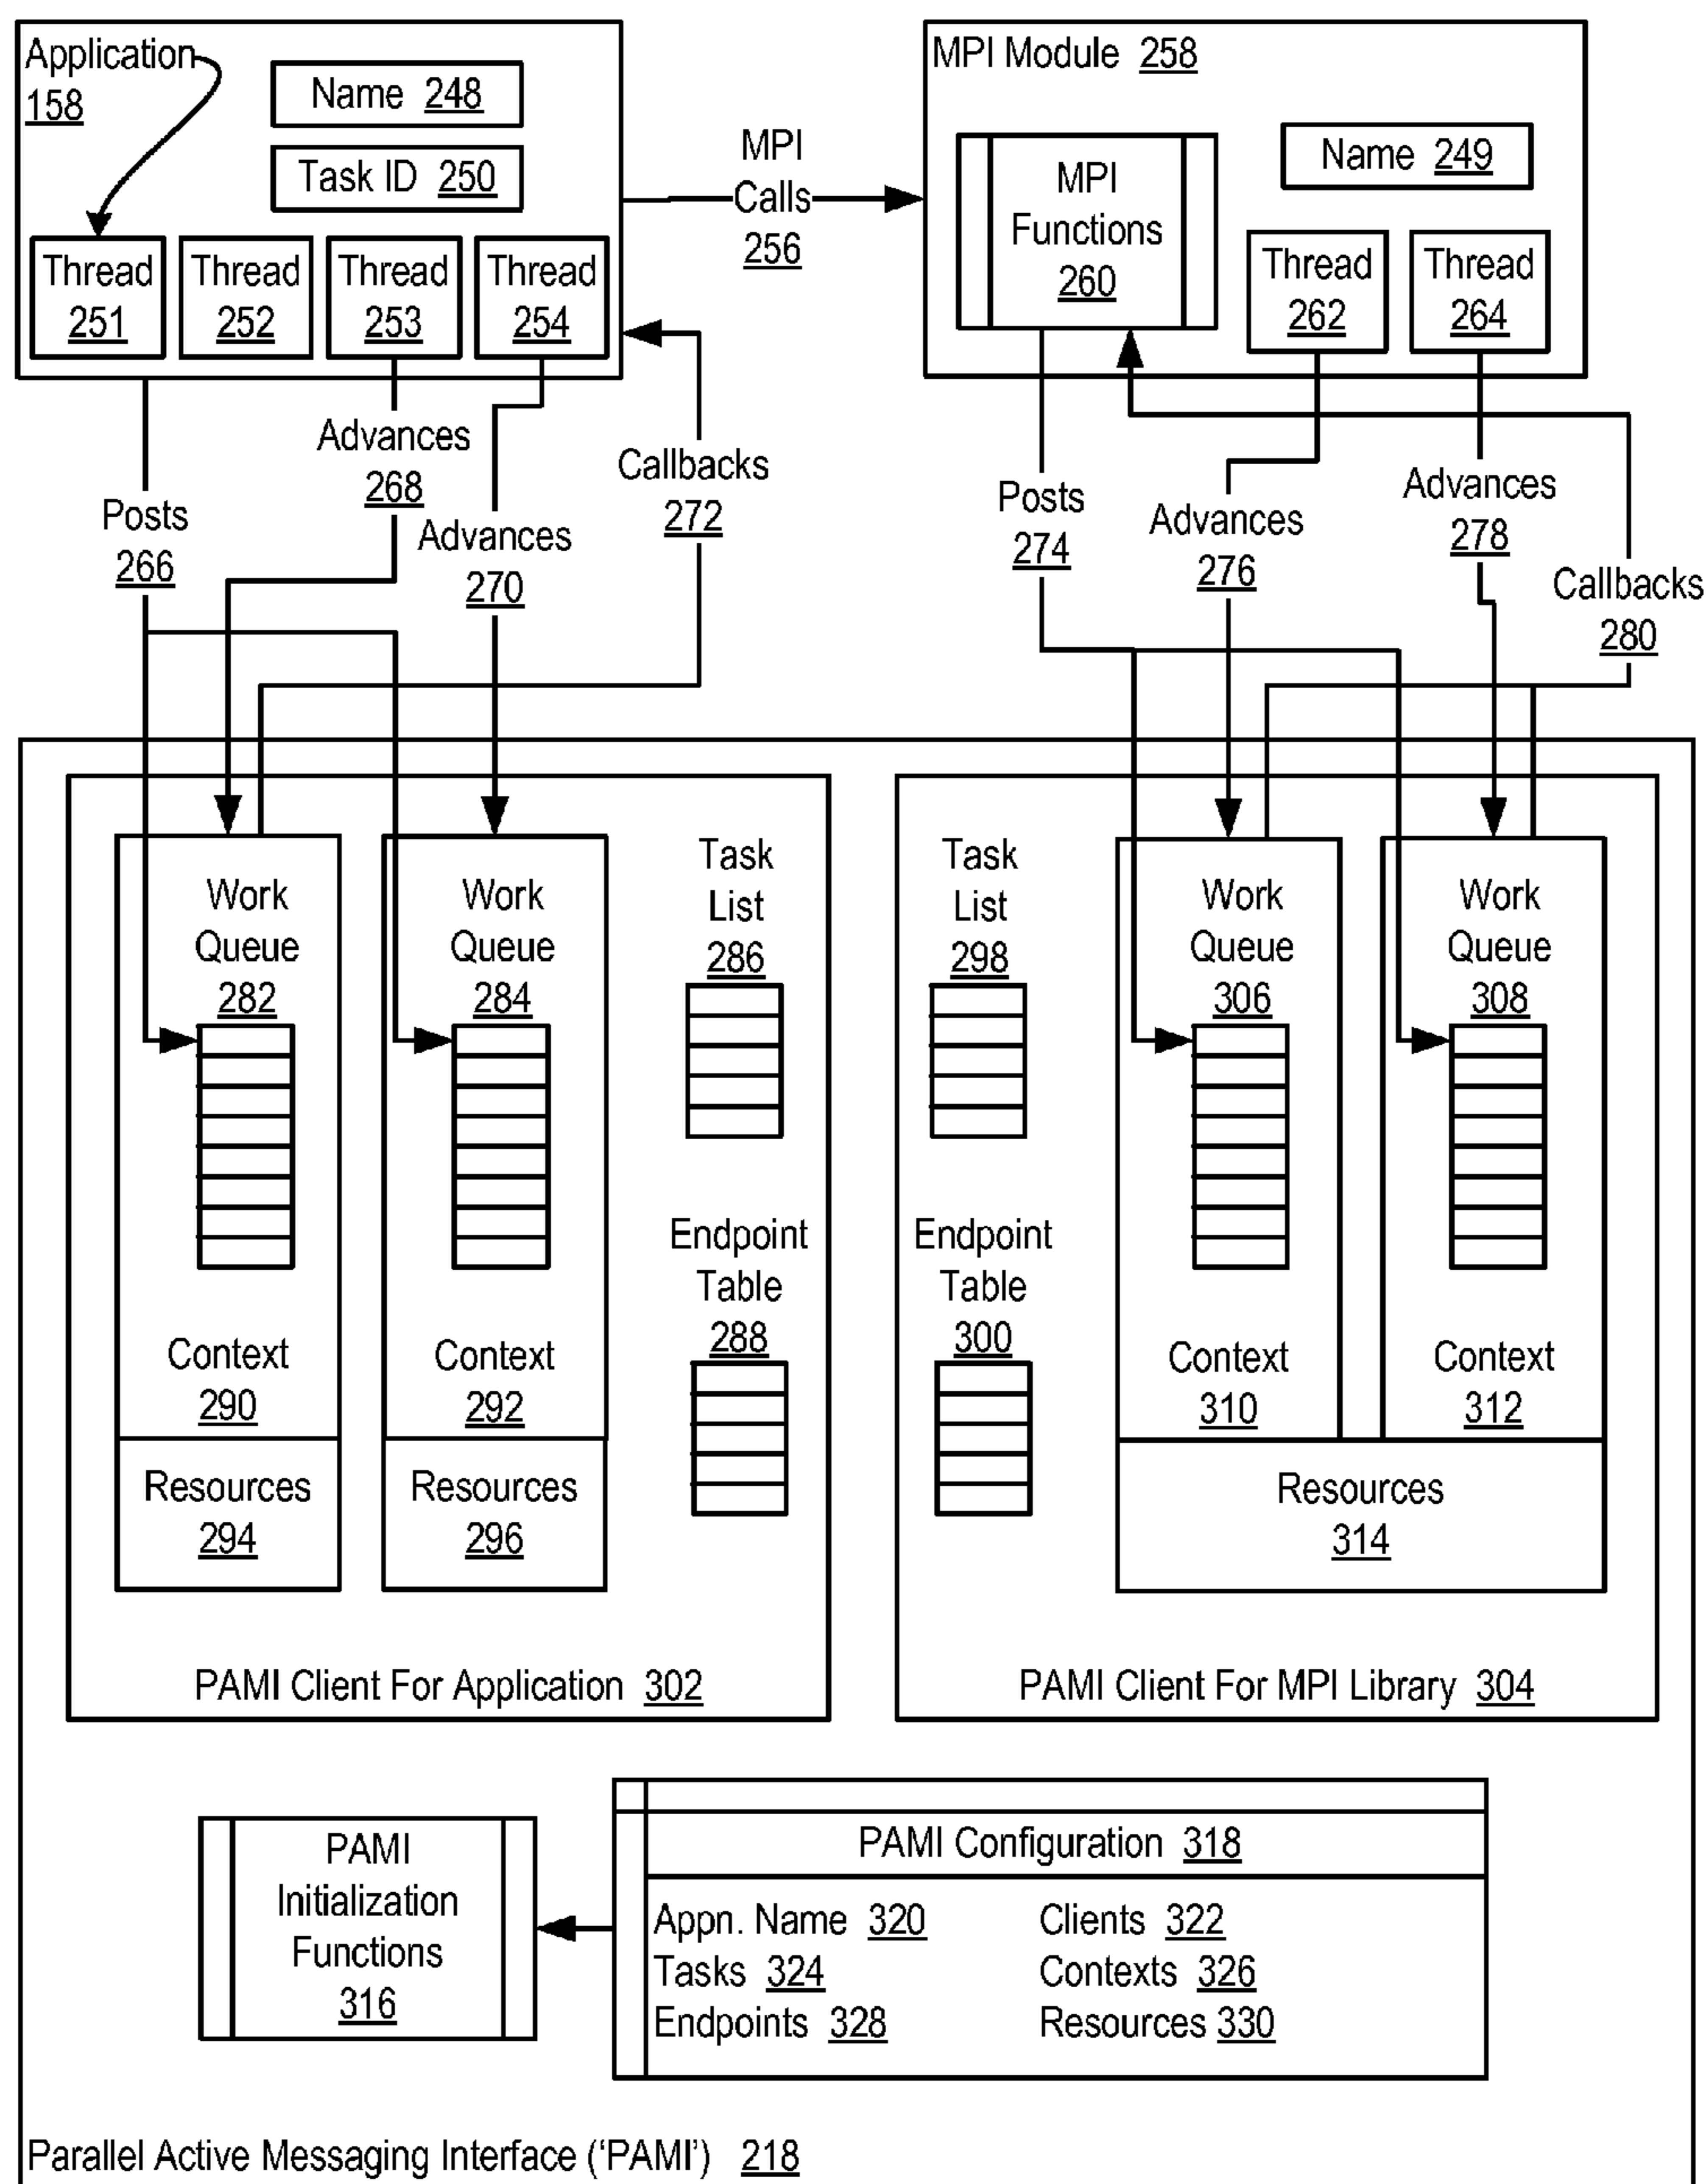 Application
158
Name 248
Task ID 250
Thread
251
Thread
252
Thread
253
Thread
254
MPI
Calls
256
MPI Module 258
MPI
Functions
260
Name 249
Thread
262
Thread
264
Posts
266
Advances
268
Advances
270
Callbacks
272
Posts
274
Advances
276
Advances
278
Callbacks
280
Work
Queue
282
Context
290
Resources
294
Work
Queue
284
Context
292
Resources
296
Task
List
286
Endpoint
Table
288
PAMI Client For Application 302
Task
List
298
Endpoint
Table
300
Work
Queue
306
Context
310
Work
Queue
308
Context
312
Resources
314
PAMI Client For MPI Library 304
PAMI
Initialization
Functions
316
PAMI Configuration 318
Appn. Name 320 Clients 322
Tasks 324 Contexts 326
Endpoints 328 Resources 330
Parallel Active Messaging Interface (‘PAMI’) 218